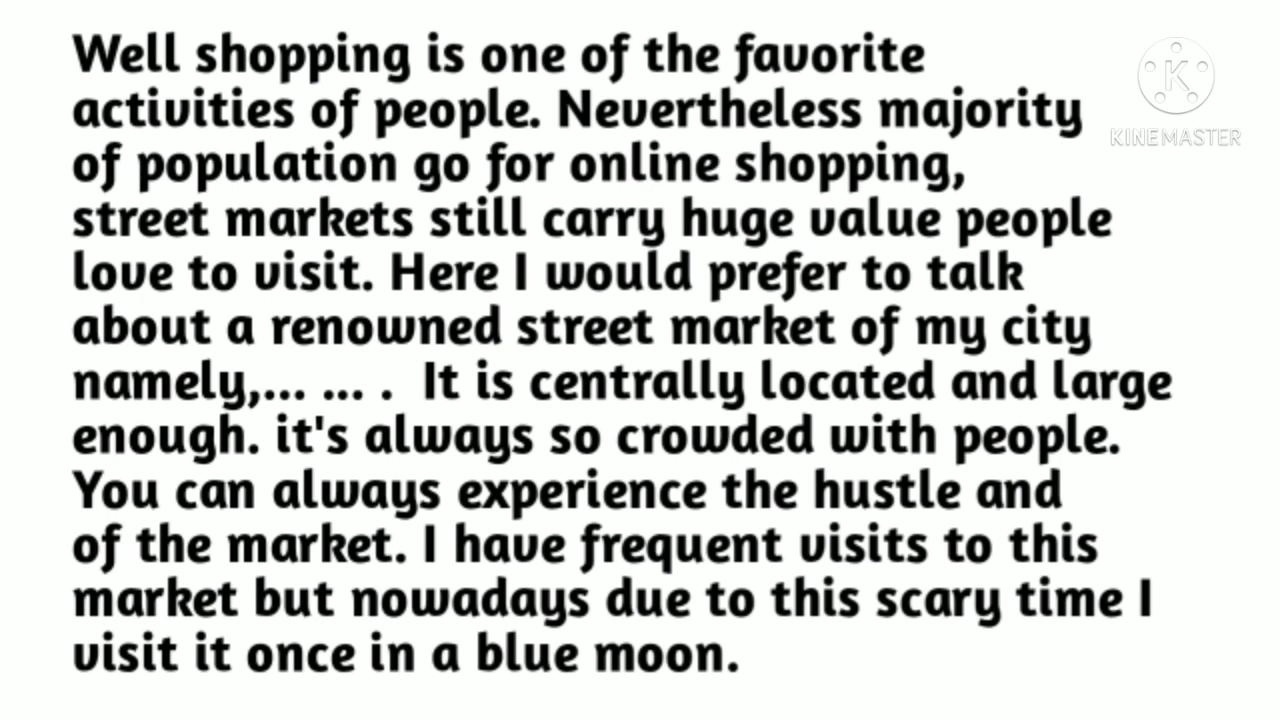 Well shopping is one of the favorite
activities of people. Nevertheless majority
of population go for online shopping,
street markets still carry huge value people
love to visit. Here I would prefer to talk
about a renowned street market of my city
namely,... ... .  It is centrally located and large
enough. it's always so crowded with people.
You can always experience the hustle and
of the market. I have frequent visits to this
market but nowadays due to this scary time I
visit it once in a blue moon.
K
KINEMASTER